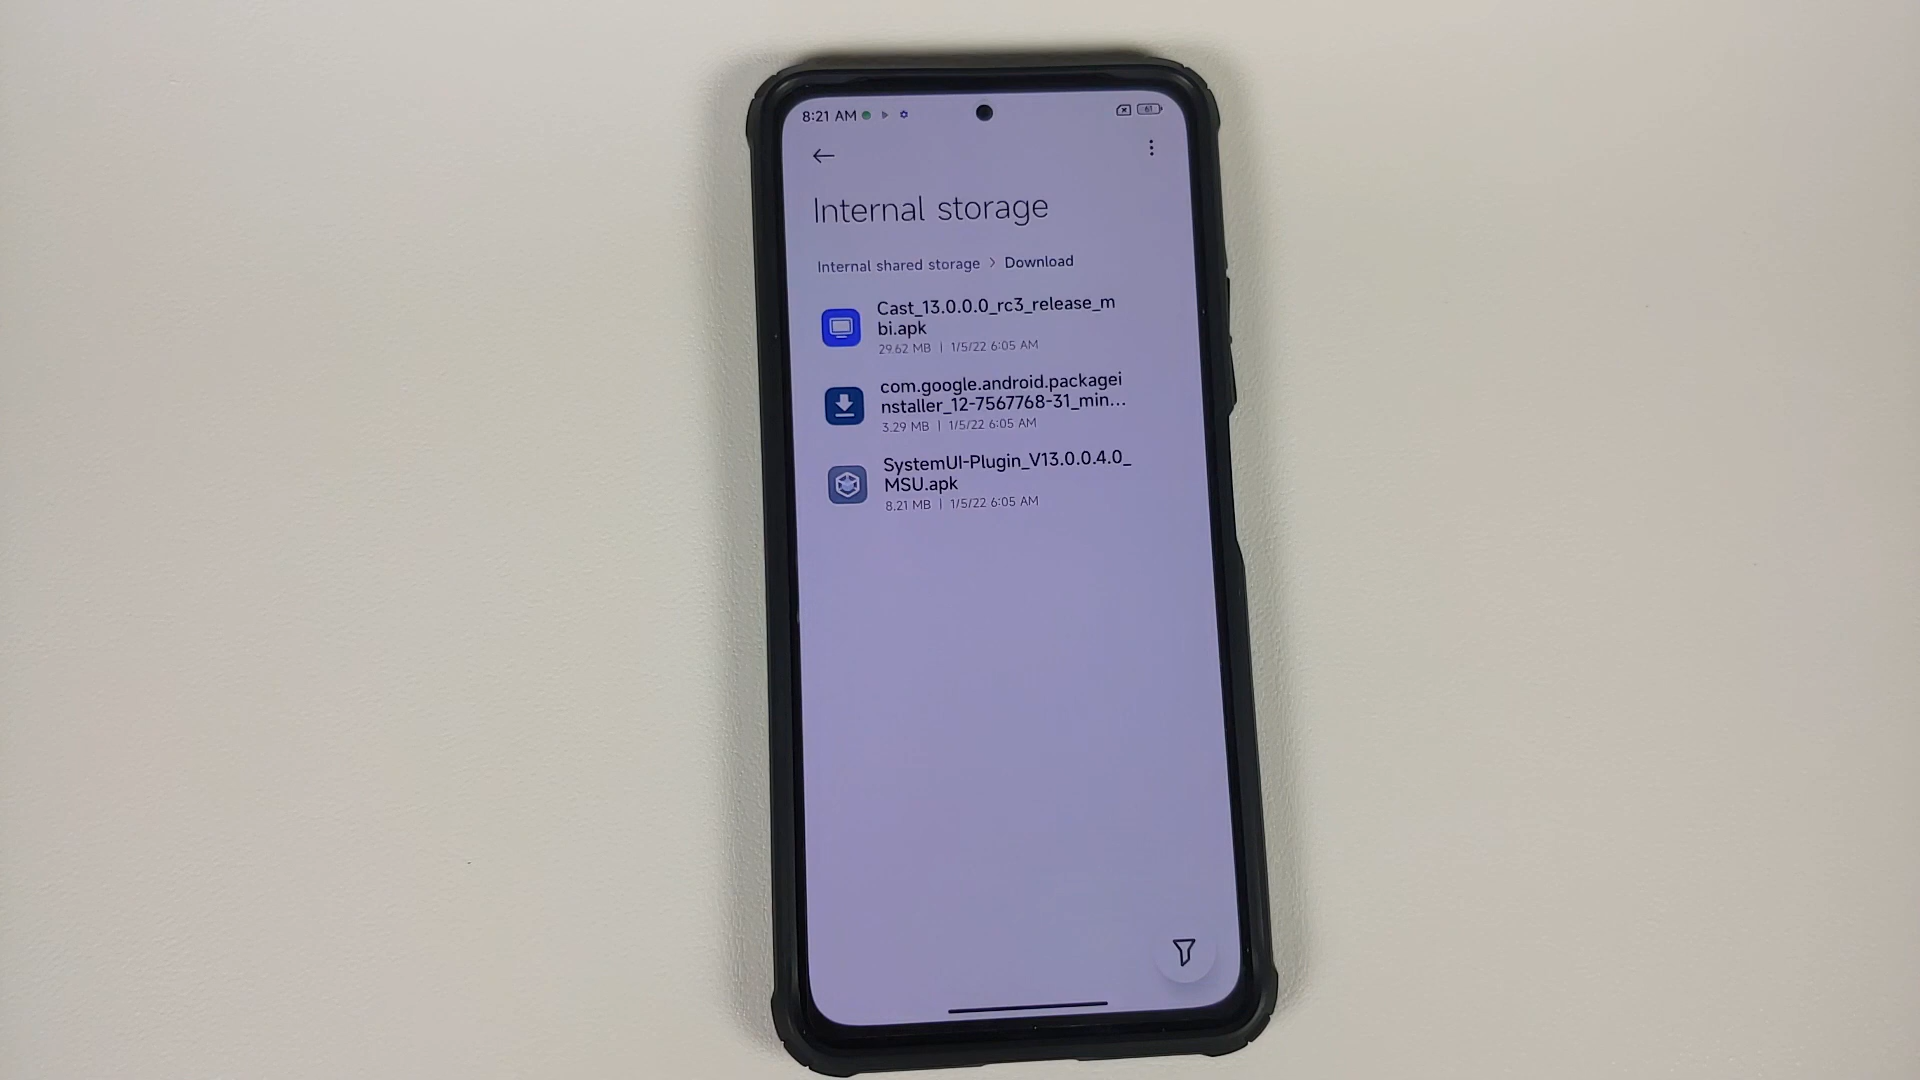 8:21 AM
61
Internal storage
Internal shared storage > Download
Cast_13.0.0.0_rc3_release_m
bi.apk
29.62 MB | 1/5/22 6:05 AM
com.google.android.packagei
nstaller_12-7567768-31_min...
3.29 MB | 1/5/22 6:05 AM
SystemUI-Plugin_V13.0.0.4.0_
MSU.apk
8.21 MB | 1/5/22 6:05 AM